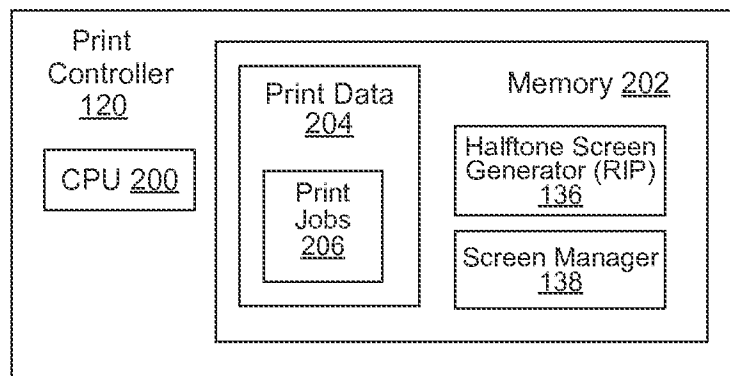 Print
Controller
120
CPU 200
Print Data
204
Print
Jobs
206
Memory 202
Halftone Screen
Generator (RIP)
136
Screen Manager
138